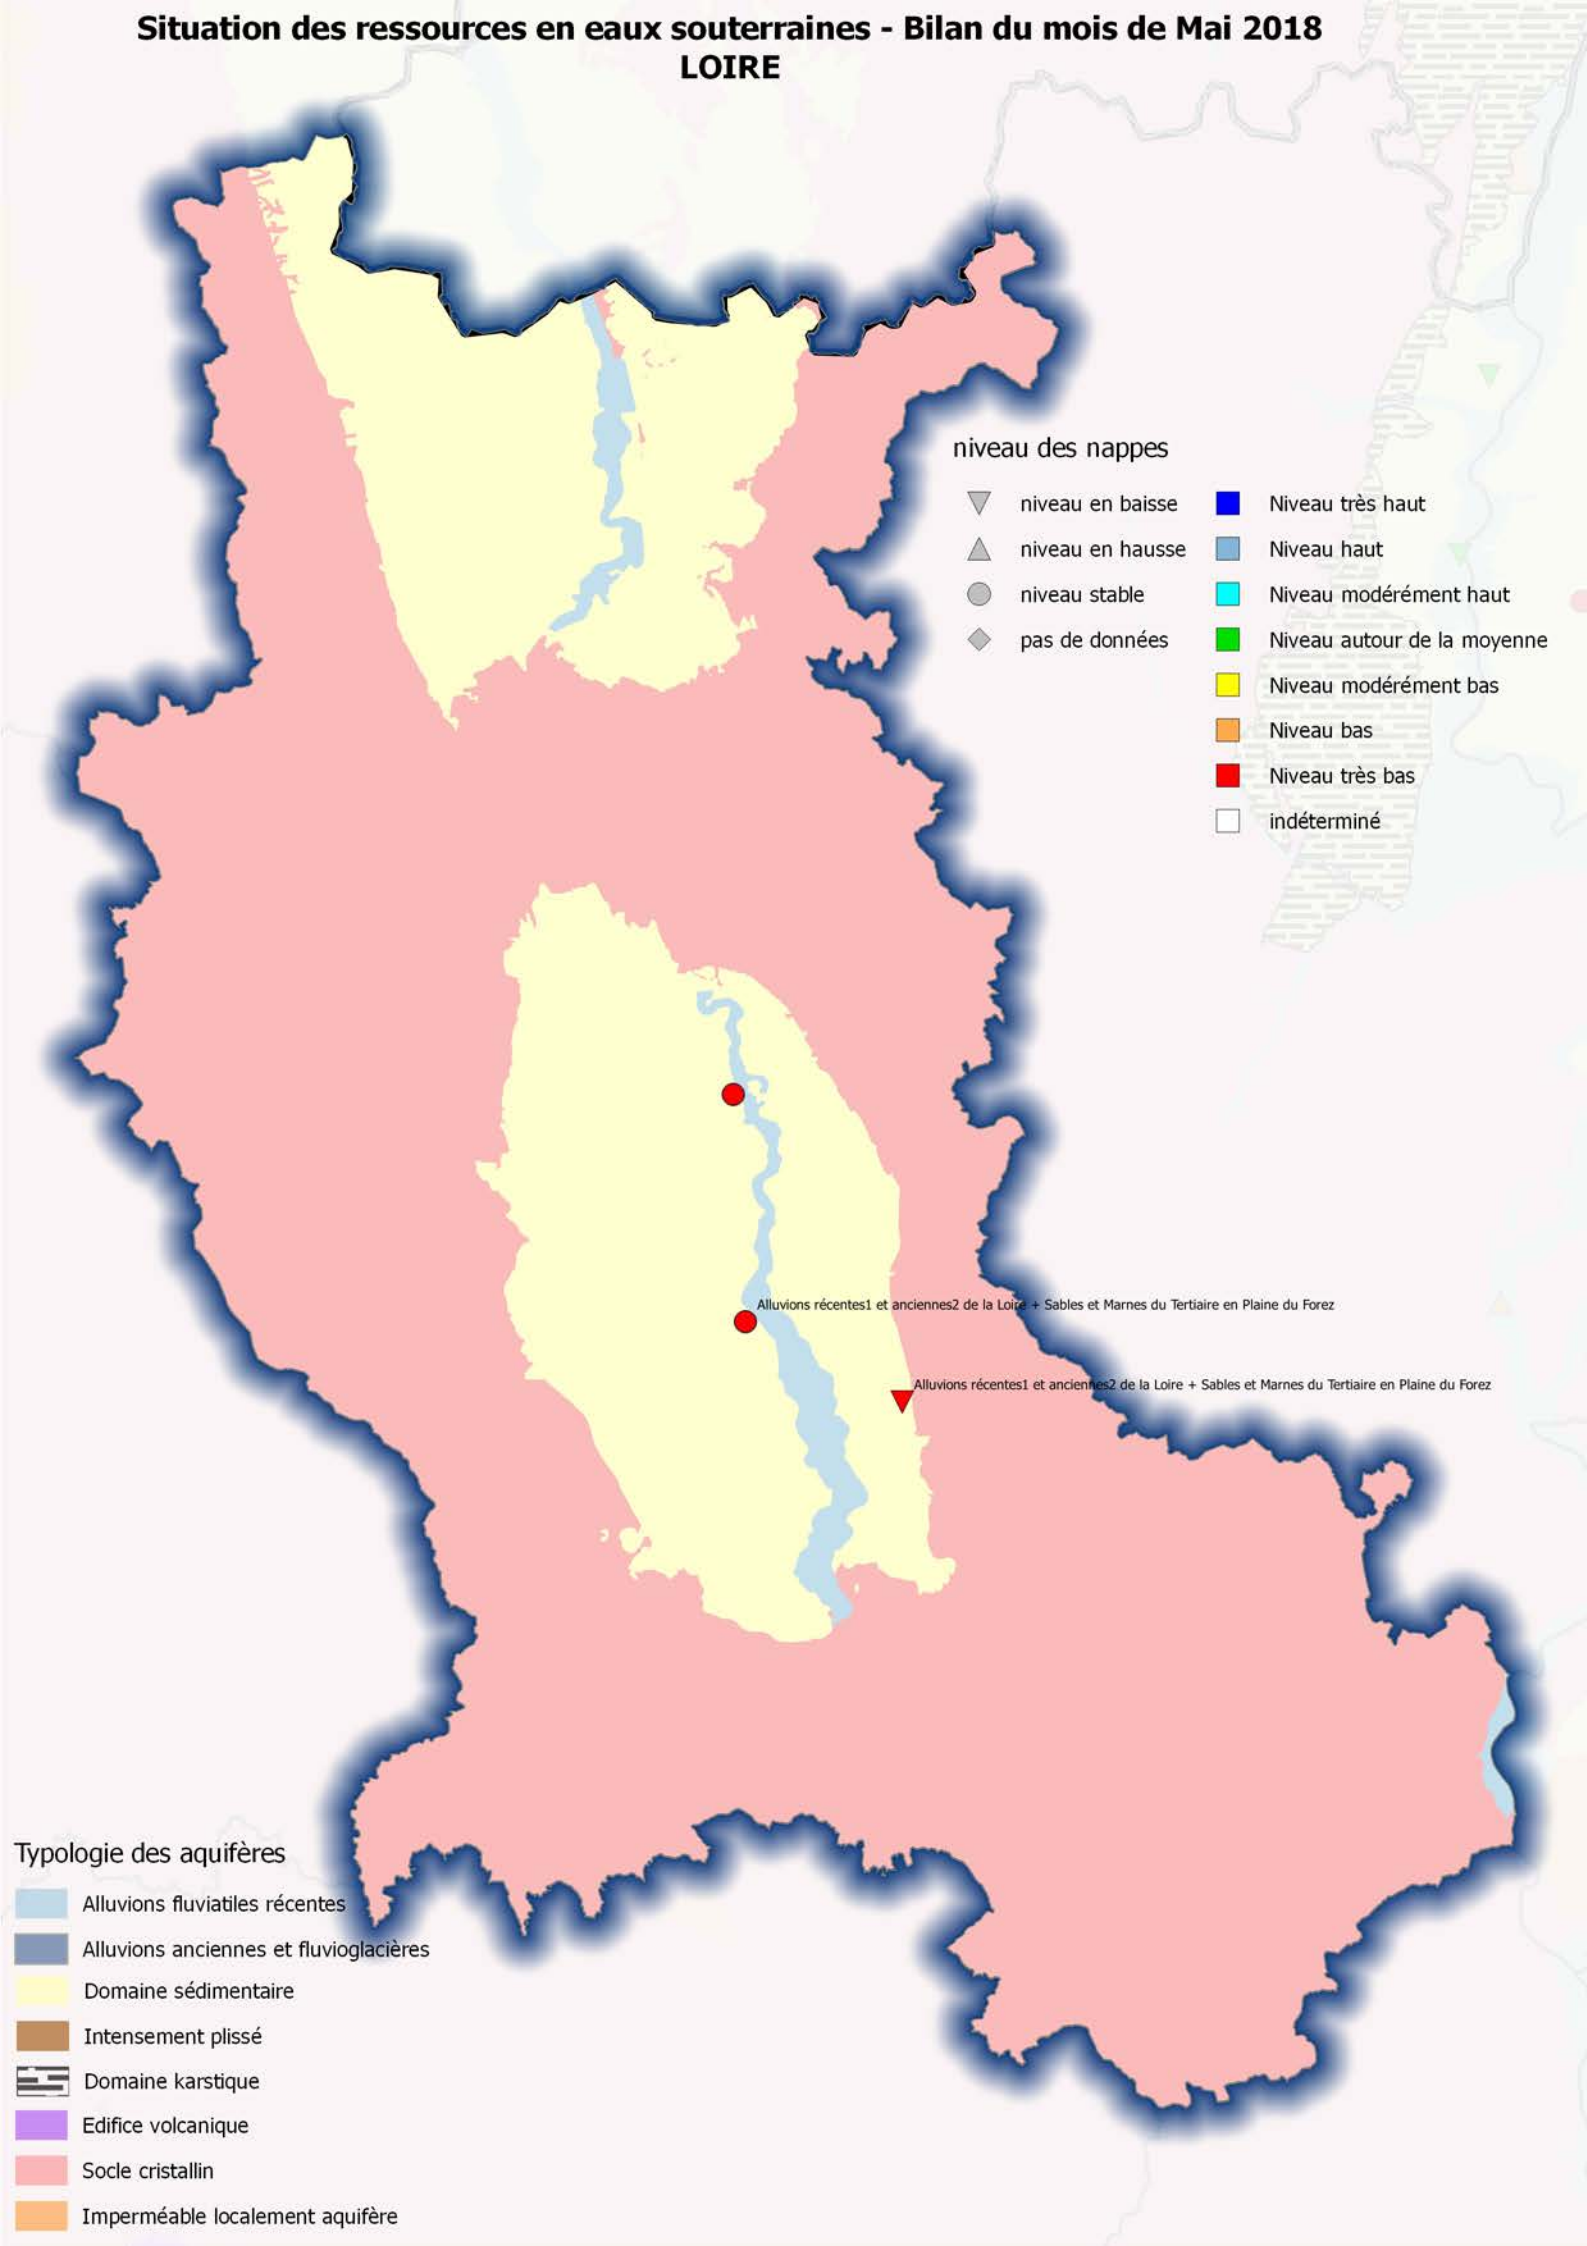 Situation des ressources en eaux souterraines - Bilan du mois de Mai 2018
LOIRE
niveau des nappes
niveau en baisse
niveau en hausse
niveau stable
pas de données
Niveau très haut
Niveau haut
Niveau modérément haut
Niveau autour de la moyenne
Niveau modérément bas
Niveau bas
Niveau très bas
indéterminé
Alluvions récentes1 et anciennes2 de la Loire + Sables et Marnes du Tertiaire en Plaine du Forez
Alluvions récentes1 et anciennes2 de la Loire + Sables et Marnes du Tertiaire en Plaine du Forez
Typologie des aquifères
Alluvions fluviatiles récentes
Alluvions anciennes et fluvioglacières
Domaine sédimentaire
Intensement plissé
Domaine karstique
Edifice volcanique
Socle cristallin
Imperméable localement aquifère